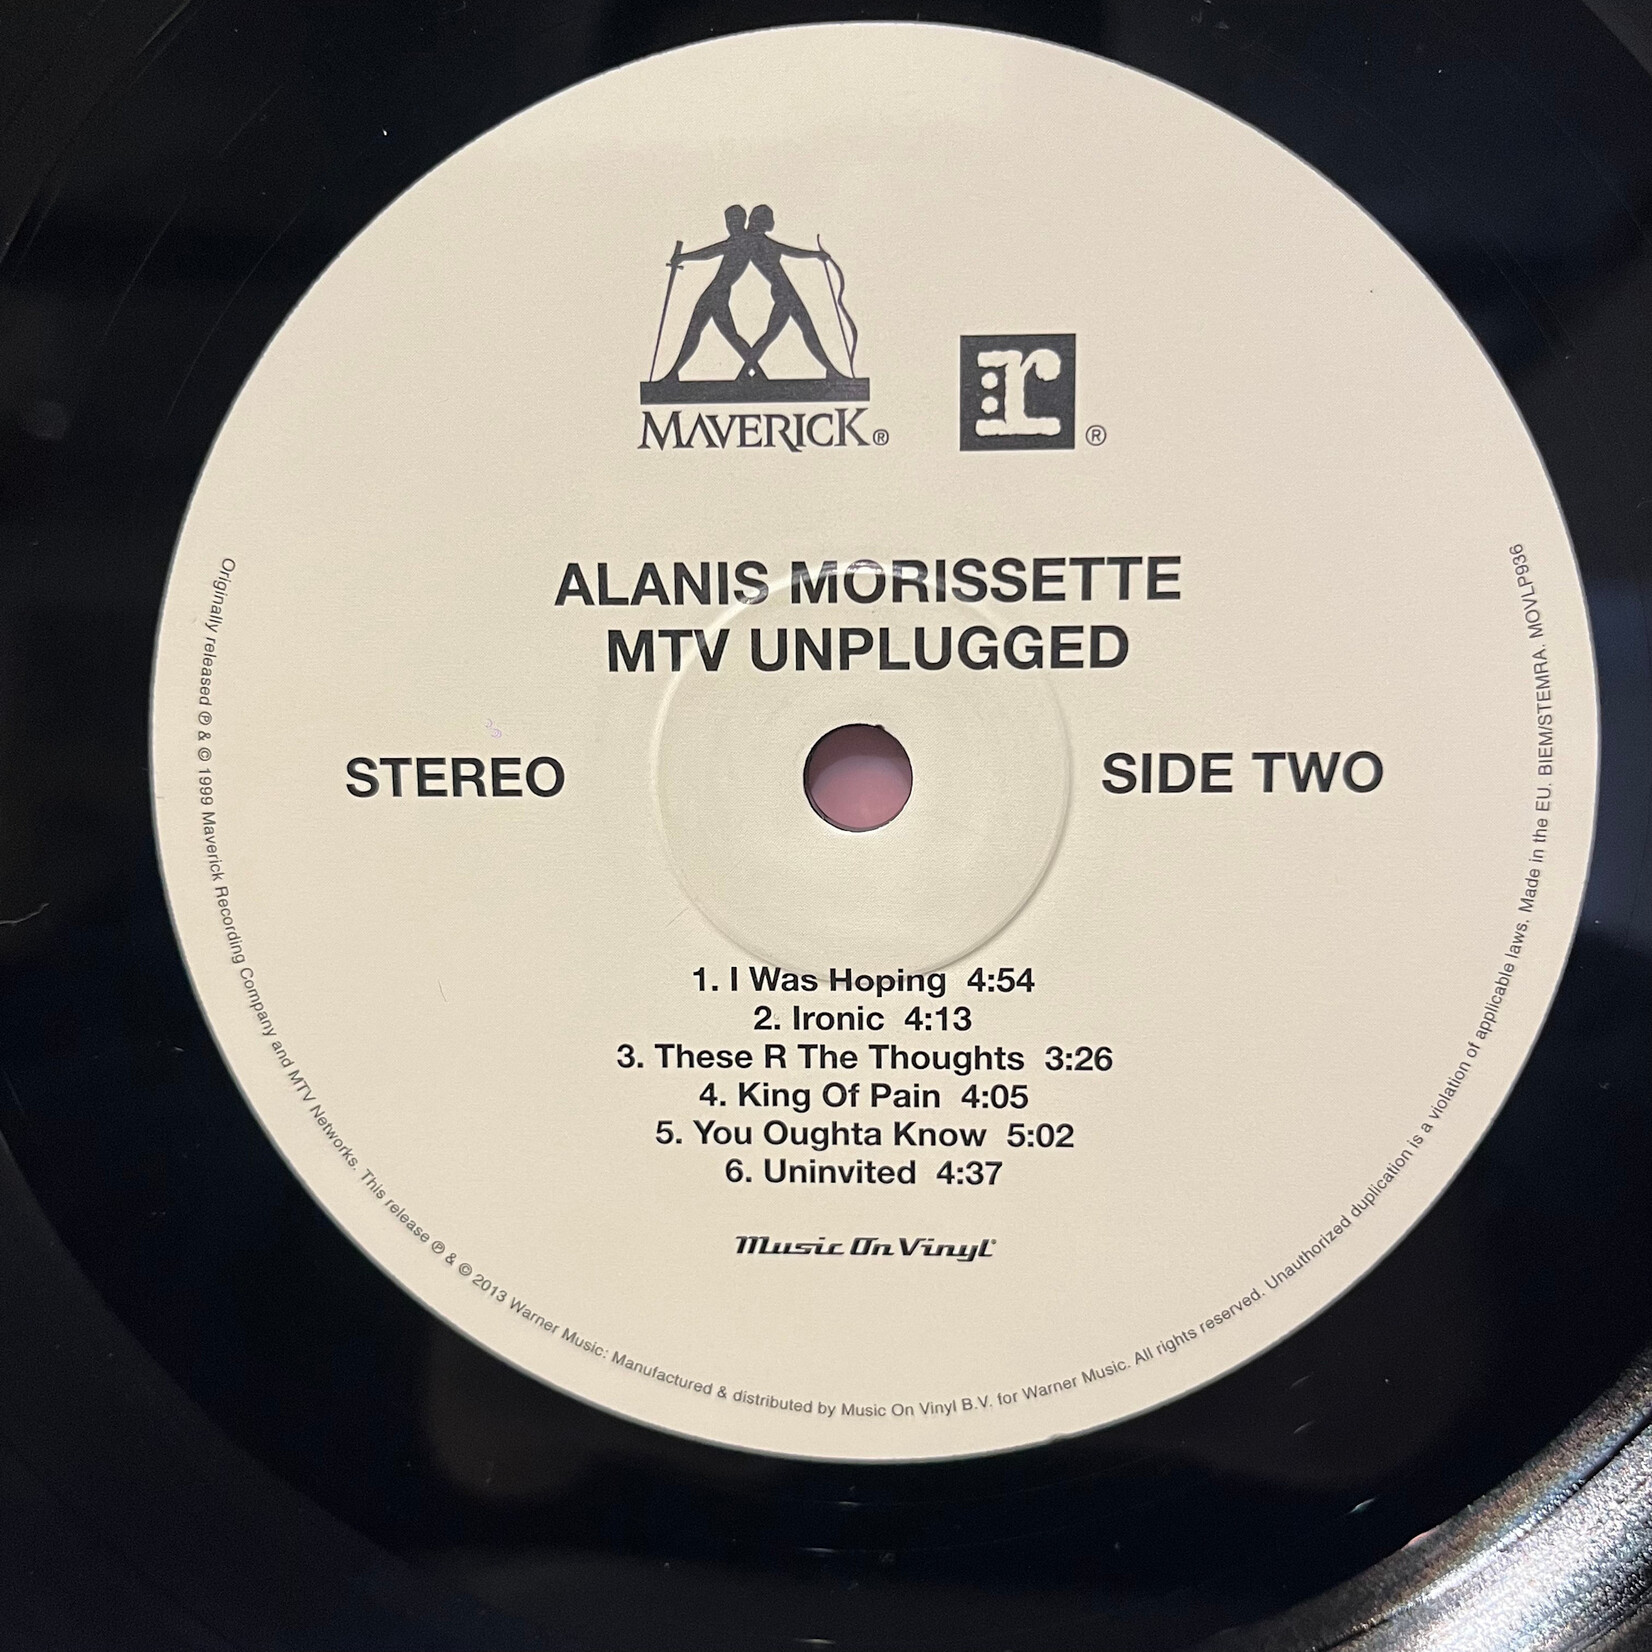 MAVERICK®
r®
ALANIS MORISSETTE
MTV UNPLUGGED
STEREO
SIDE TWO
1. I Was Hoping 4:54
2. Ironic 4:13
3. These R The Thoughts 3:26
4. King Of Pain 4:05
5. You Oughta Know 5:02
6. Uninvited 4:37
Music On Vinyl
Originally released ℗ & © 1999 Maverick Recording Company and MTV Networks. This release ℗ & © 2013 Warner Music: Manufactured & distributed by Music On Vinyl B.V. for Warner Music. All rights reserved. Unauthorized duplication is a violation of applicable laws. Made in the EU. BIEM/STEMRA. MOVLP936